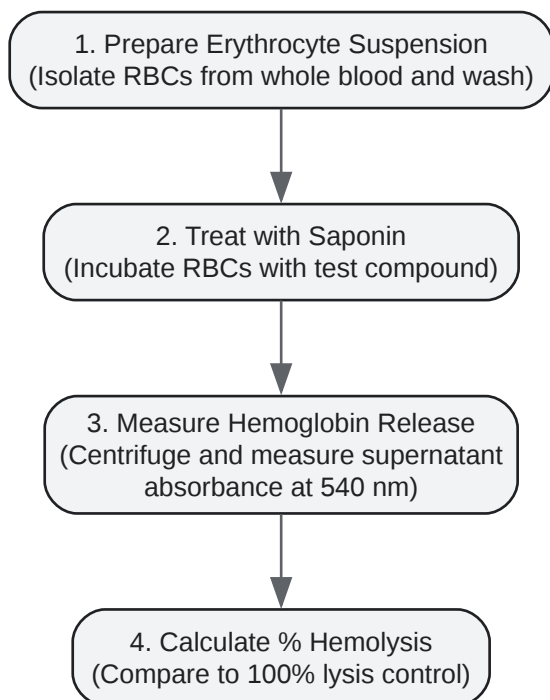 1. Prepare Erythrocyte Suspension
(Isolate RBCs from whole blood and wash)
2. Treat with Saponin
(Incubate RBCs with test compound)
3. Measure Hemoglobin Release
(Centrifuge and measure supernatant
absorbance at 540 nm)
4. Calculate % Hemolysis
(Compare to 100% lysis control)